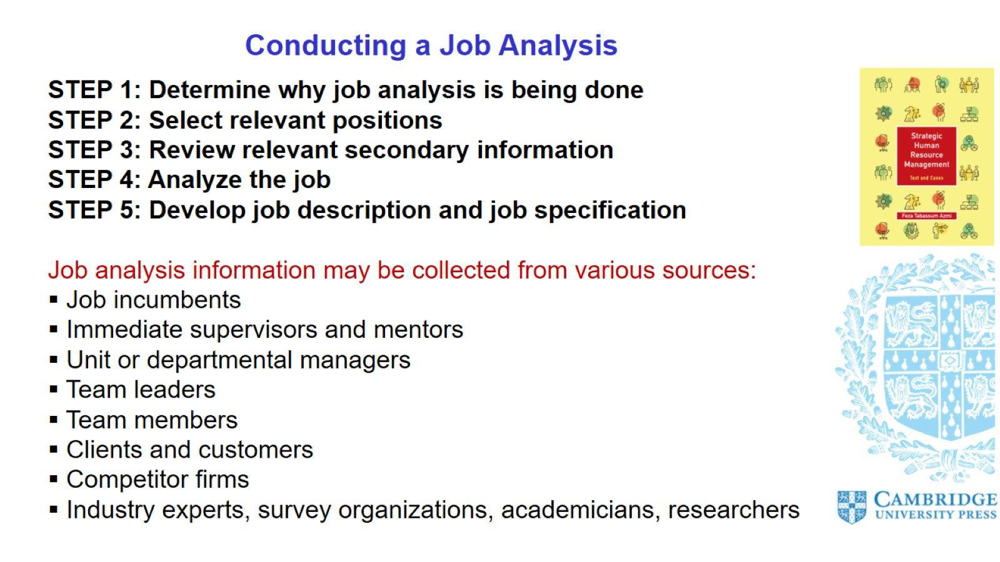 Conducting a Job Analysis
STEP 1: Determine why job analysis is being done
STEP 2: Select relevant positions
STEP 3: Review relevant secondary information
STEP 4: Analyze the job
STEP 5: Develop job description and job specification
Job analysis information may be collected from various sources:
▪ Job incumbents
▪ Immediate supervisors and mentors
▪ Unit or departmental managers
▪ Team leaders
▪ Team members
▪ Clients and customers
▪ Competitor firms
▪ Industry experts, survey organizations, academicians, researchers
Strategic
Human
Resource
Management
Text and Cases
Feza Tabassum Azmi
CAMBRIDGE
UNIVERSITY PRESS